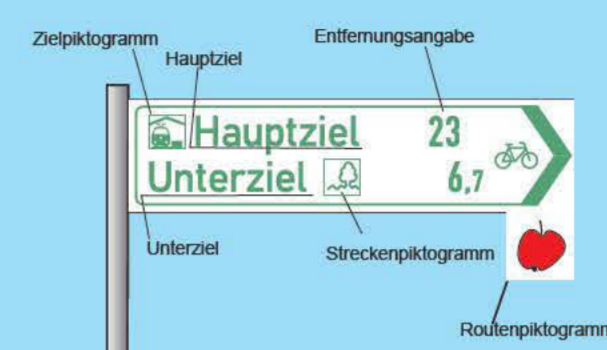 Zielpiktogramm
Hauptziel
Entfernungsangabe
Hauptziel 23
Unterziel 6,7
Unterziel
Streckenpiktogramm
Routenpiktogramm